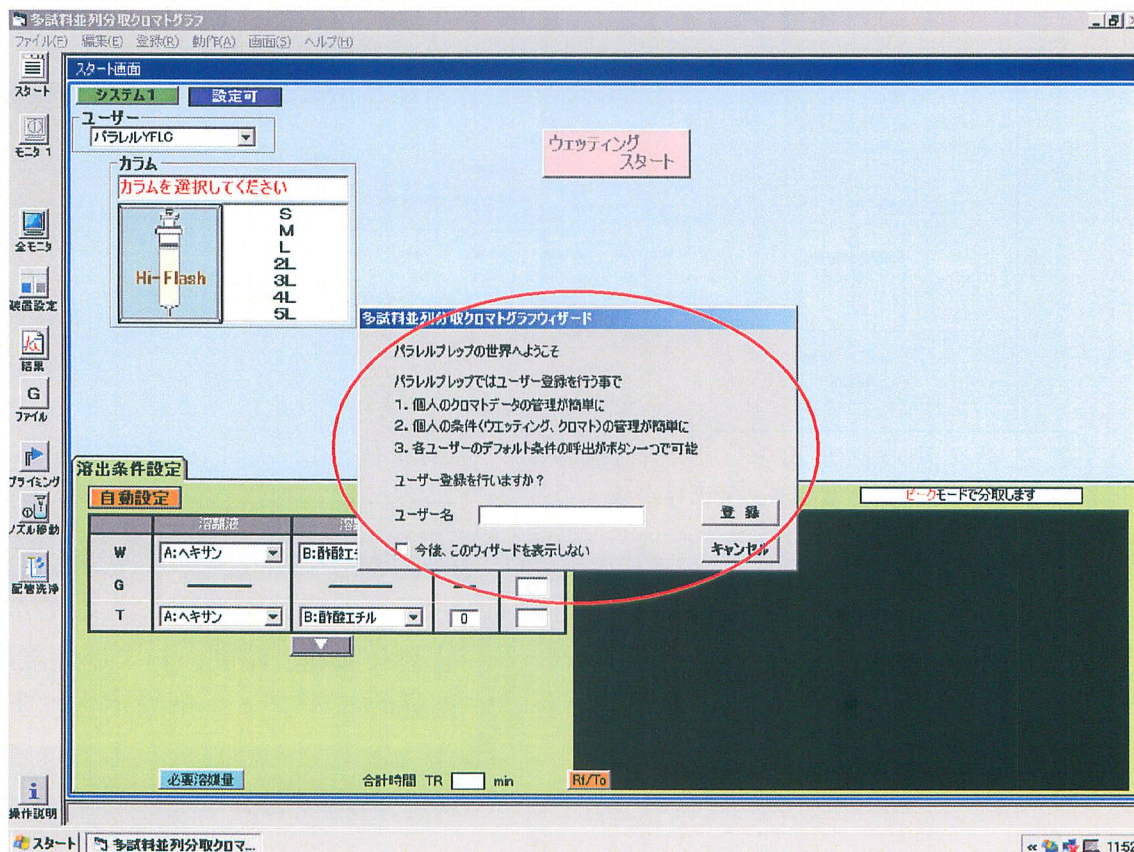 多試料並列分取クロマトグラフ
ファイル(F) 編集(E) 登録(R) 動作(A) 画面(S) ヘルプ(H)
スタート
モニタ 1
全モニタ
装置設定
結果
G
ファイル
プライミング
ノズル移動
配管洗浄
i
操作説明
スタート画面
システム1 設定可
ユーザー
パラレルYFLC
ウェッティング
スタート
カラム
カラムを選択してください
Hi-Flash
S
M
L
2L
3L
4L
5L
多試料並列分取クロマトグラフウィザード
パラレルプレップの世界へようこそ
パラレルプレップではユーザー登録を行う事で
1. 個人のクロマトデータの管理が簡単に
2. 個人の条件(ウエッティング、クロマト)の管理が簡単に
3. 各ユーザーのデフォルト条件の呼出がボタン一つで可能
ユーザー登録を行いますか?
ユーザー名
登 録
今後、このウィザードを表示しない
キャンセル
溶出条件設定
自動設定
ピークモードで分取します
溶離液
W A:ヘキサン B:酢酸エ
G
T A:ヘキサン B:酢酸エチル 0
必要溶媒量 合計時間 TR min Rf/To
スタート 多試料並列分取クロマ... « 11:52